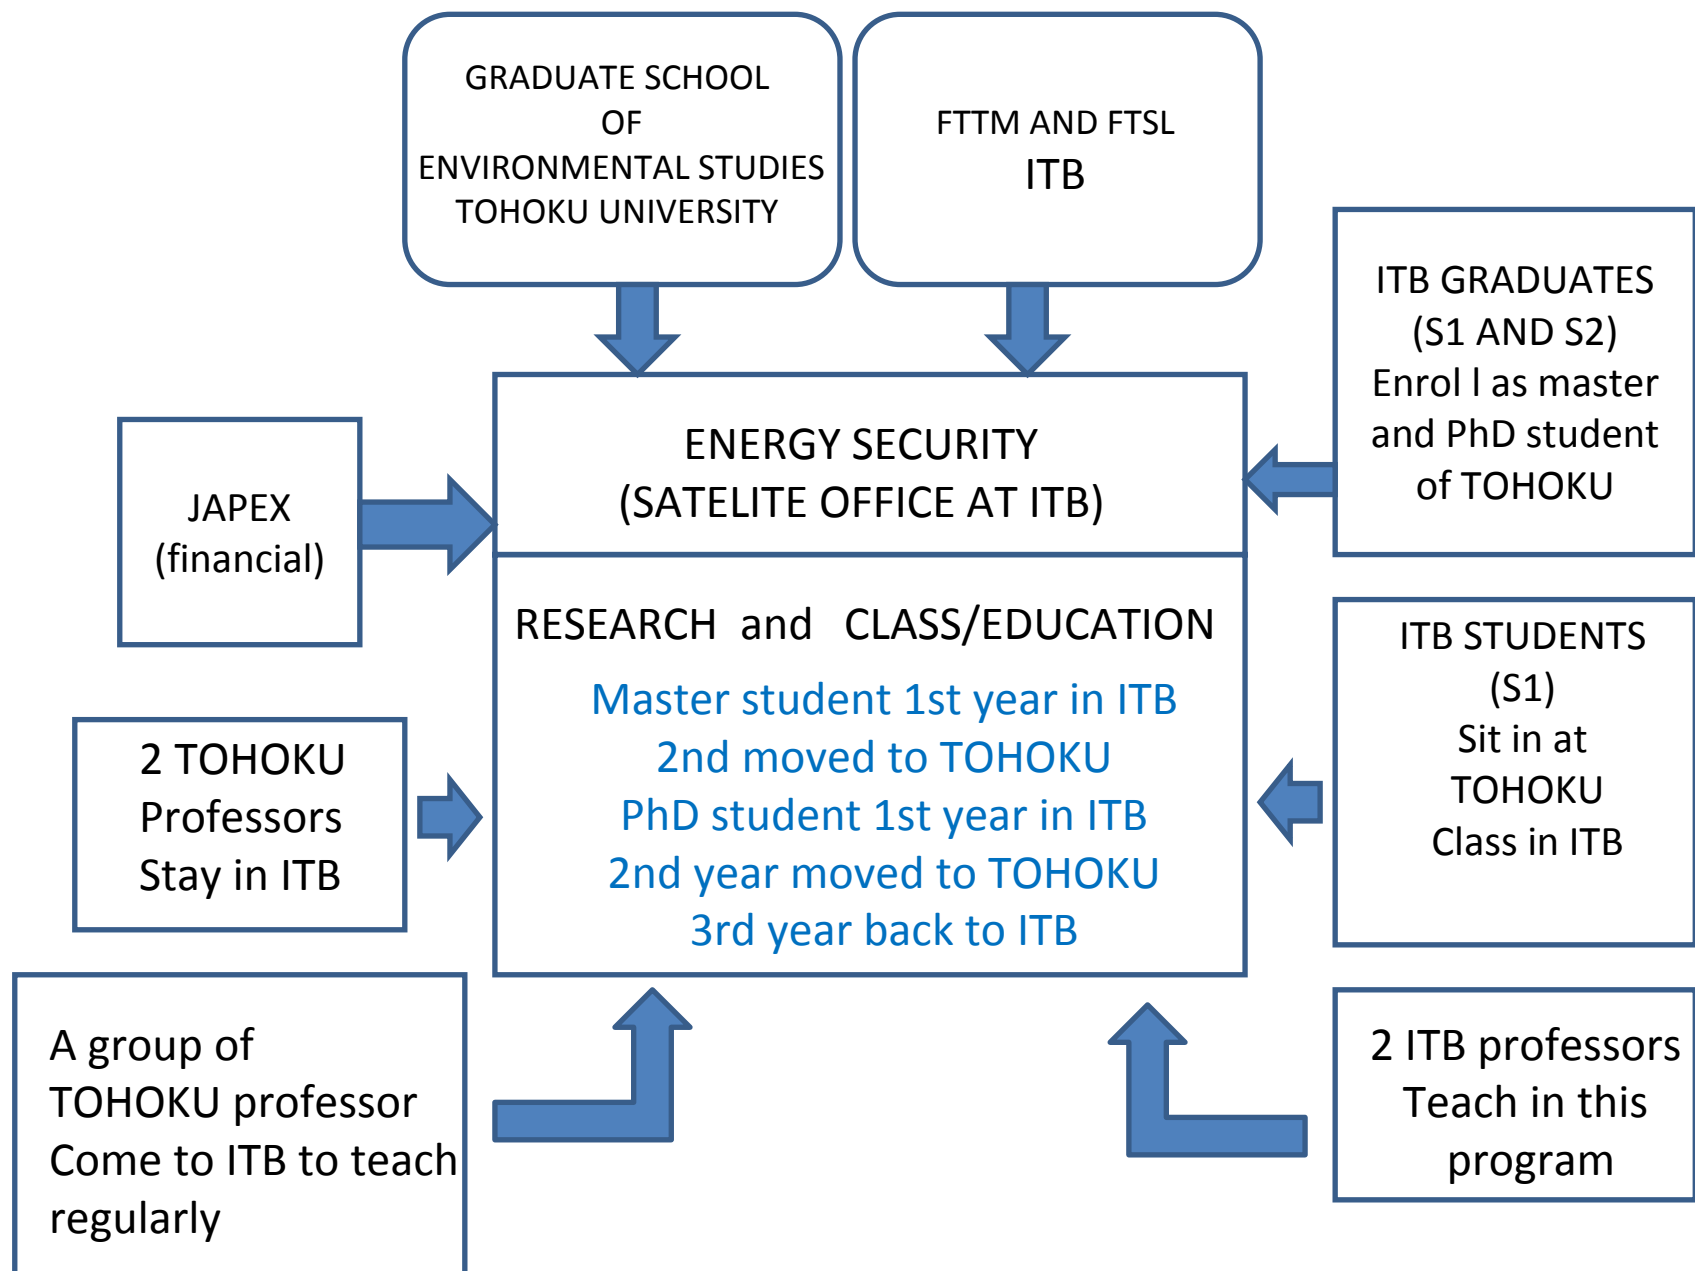 GRADUATE SCHOOL
OF
ENVIRONMENTAL STUDIES
TOHOKU UNIVERSITY
FTTM AND FTSL
ITB
ITB GRADUATES
(S1 AND S2)
Enrol l as master
and PhD student
of TOHOKU
JAPEX
(financial)
ENERGY SECURITY
(SATELITE OFFICE AT ITB)
RESEARCH and CLASS/EDUCATION
Master student 1st year in ITB
2nd moved to TOHOKU
PhD student 1st year in ITB
2nd year moved to TOHOKU
3rd year back to ITB
ITB STUDENTS
(S1)
Sit in at
TOHOKU
Class in ITB
2 TOHOKU
Professors
Stay in ITB
A group of
TOHOKU professor
Come to ITB to teach
regularly
2 ITB professors
Teach in this
program